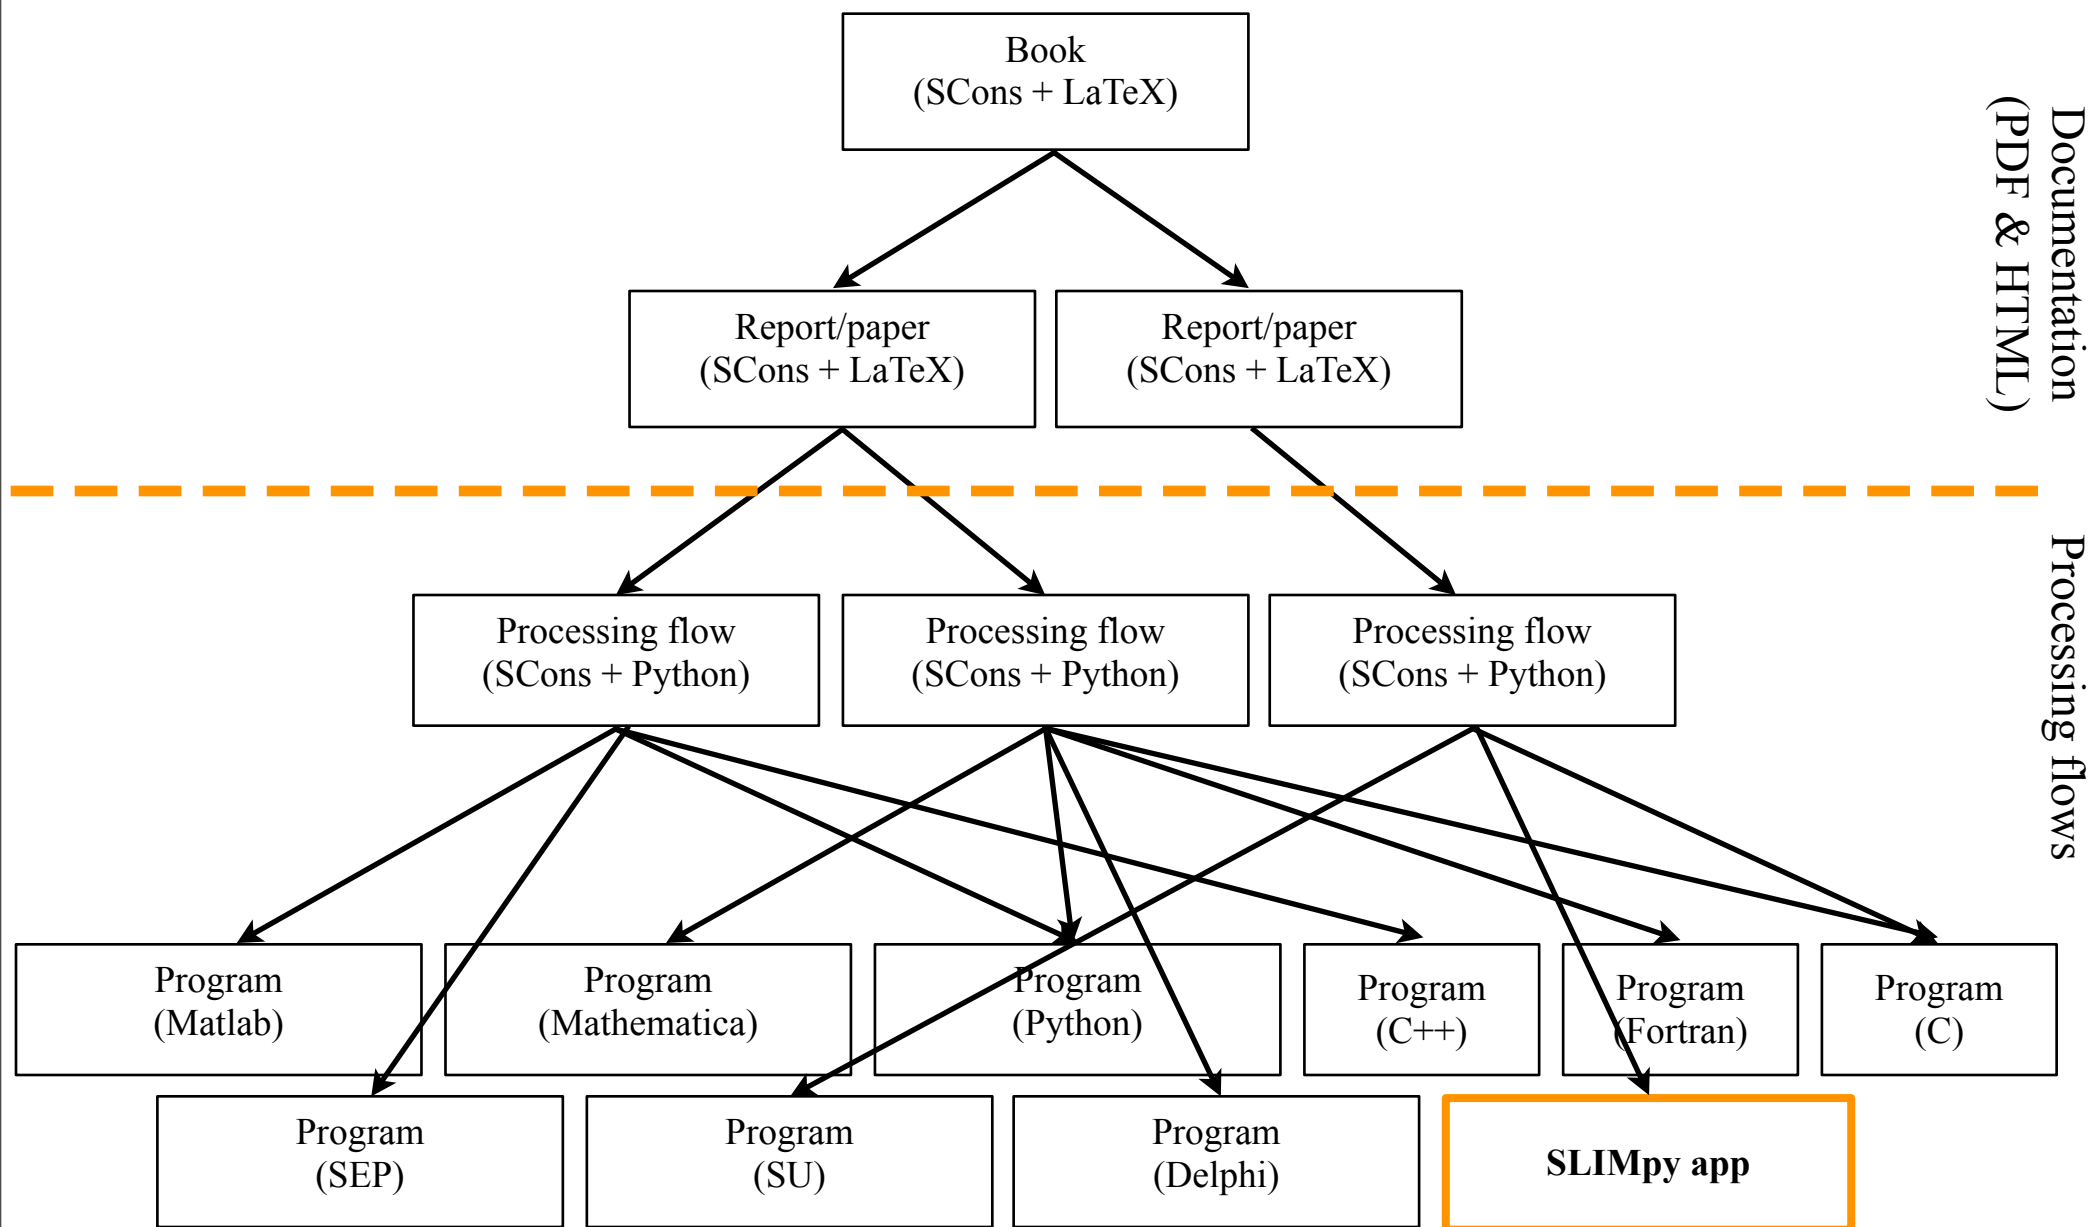 Book
(SCons + LaTeX)
Documentation
(PDF & HTML)
Report/paper
(SCons + LaTeX)
Report/paper
(SCons + LaTeX)
Processing flows
Processing flow
(SCons + Python)
Processing flow
(SCons + Python)
Processing flow
(SCons + Python)
Program
(Matlab)
Program
(Mathematica)
Program
(Python)
Program
(C++)
Program
(Fortran)
Program
(C)
Program
(SEP)
Program
(SU)
Program
(Delphi)
SLIMpy app